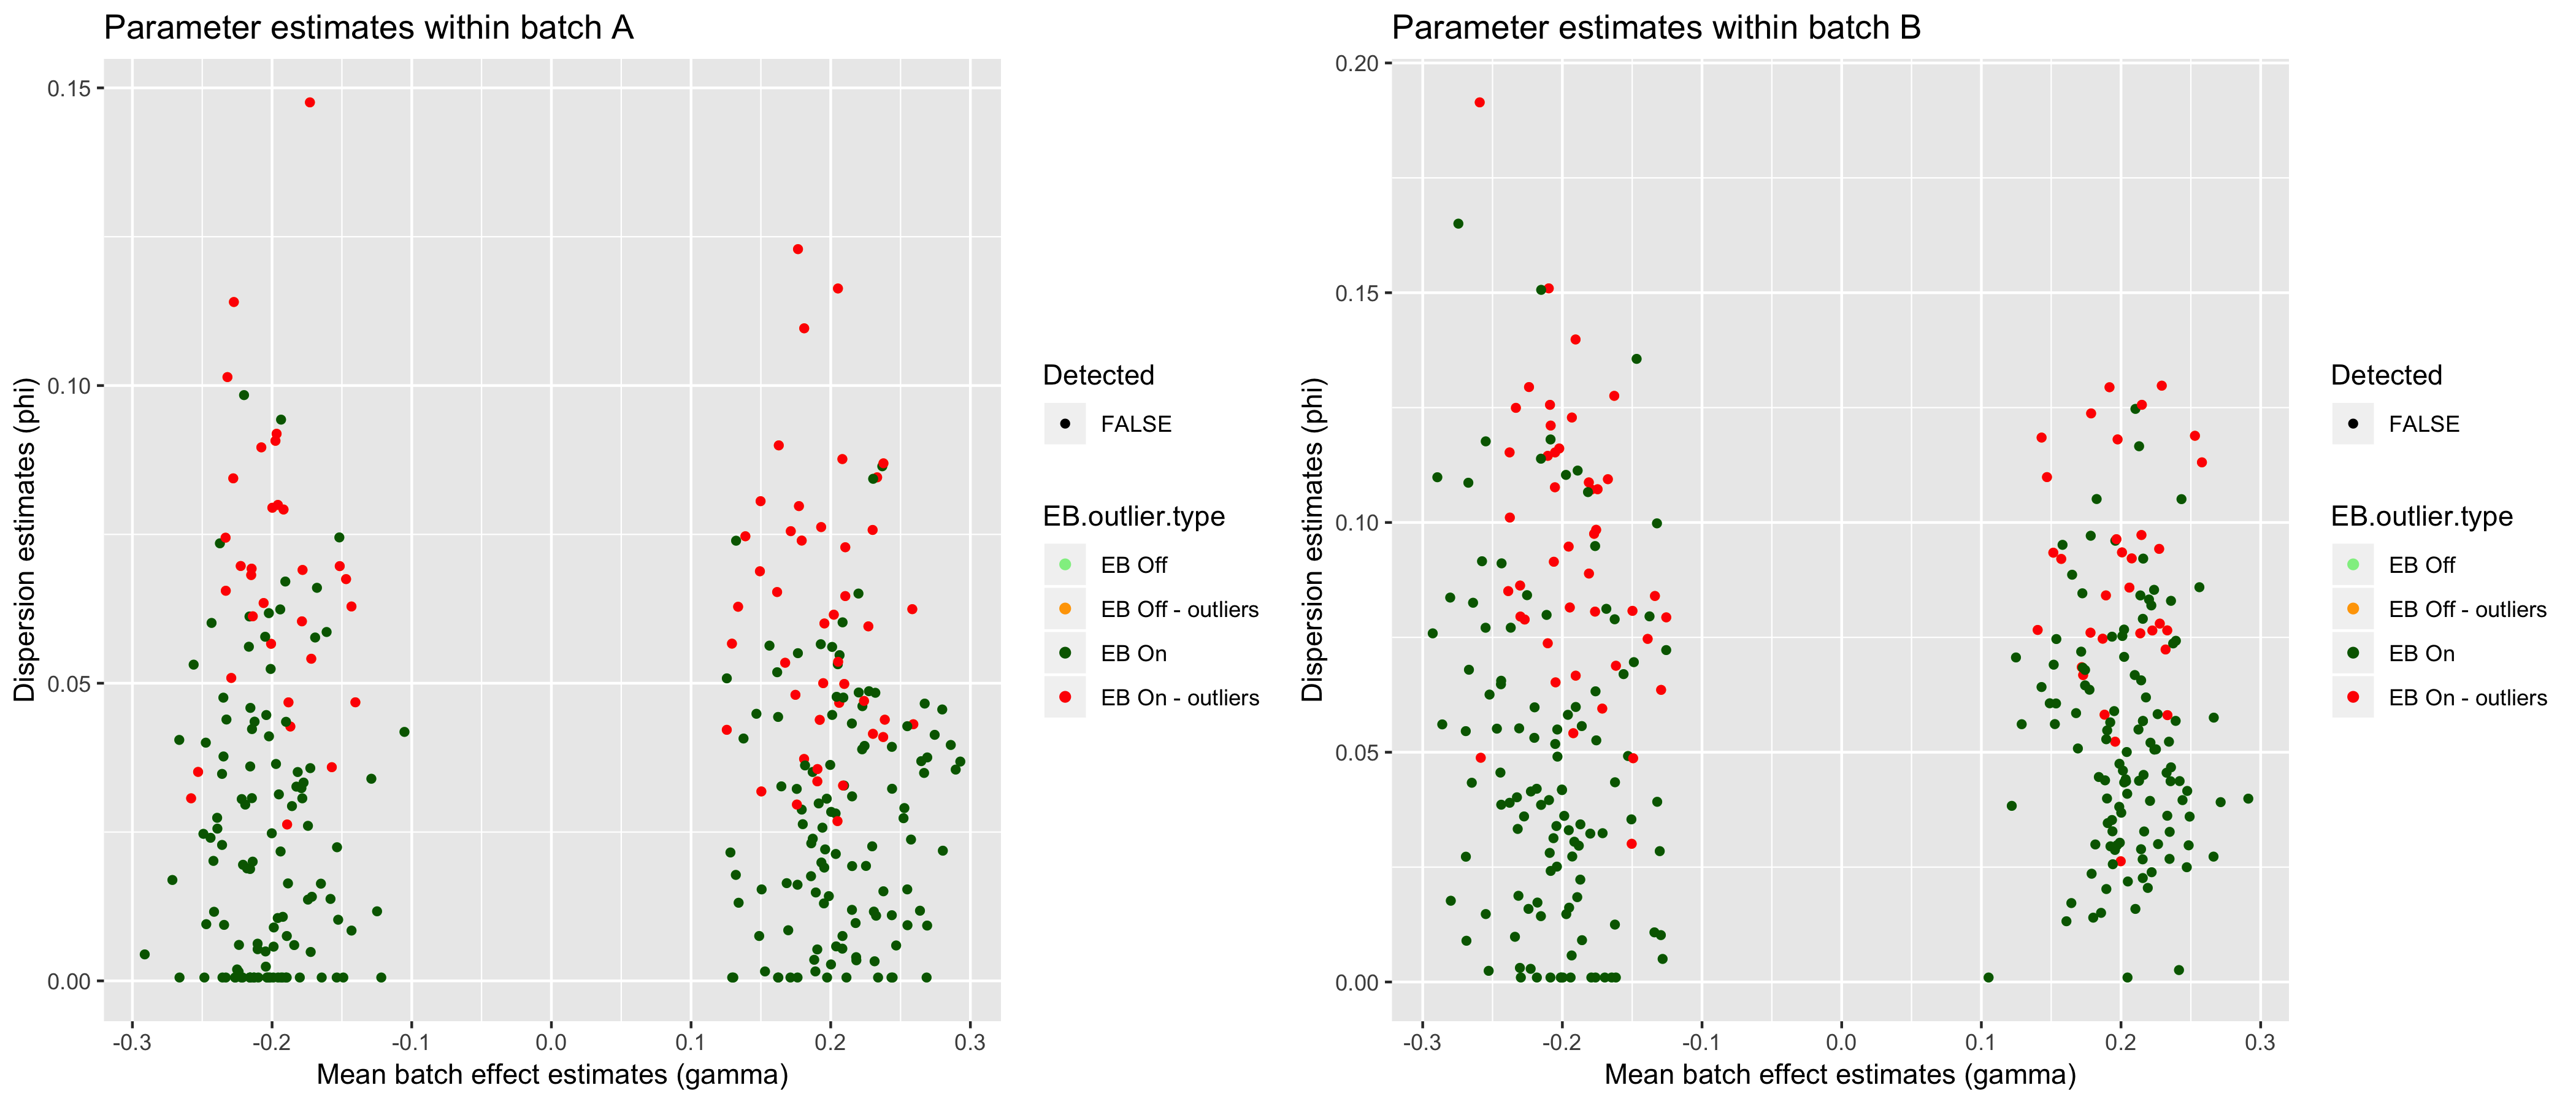 Parameter estimates within batch A
Dispersion estimates (phi)
0.15
0.10
0.05
0.00
-0.3 -0.2 -0.1 0.0 0.1 0.2 0.3
Mean batch effect estimates (gamma)
Detected
FALSE
EB.outlier.type
EB Off
EB Off - outliers
EB On
EB On - outliers
Parameter estimates within batch B
Dispersion estimates (phi)
0.20
0.15
0.10
0.05
0.00
-0.3 -0.2 -0.1 0.0 0.1 0.2 0.3
Mean batch effect estimates (gamma)
Detected
FALSE
EB.outlier.type
EB Off
EB Off - outliers
EB On
EB On - outliers